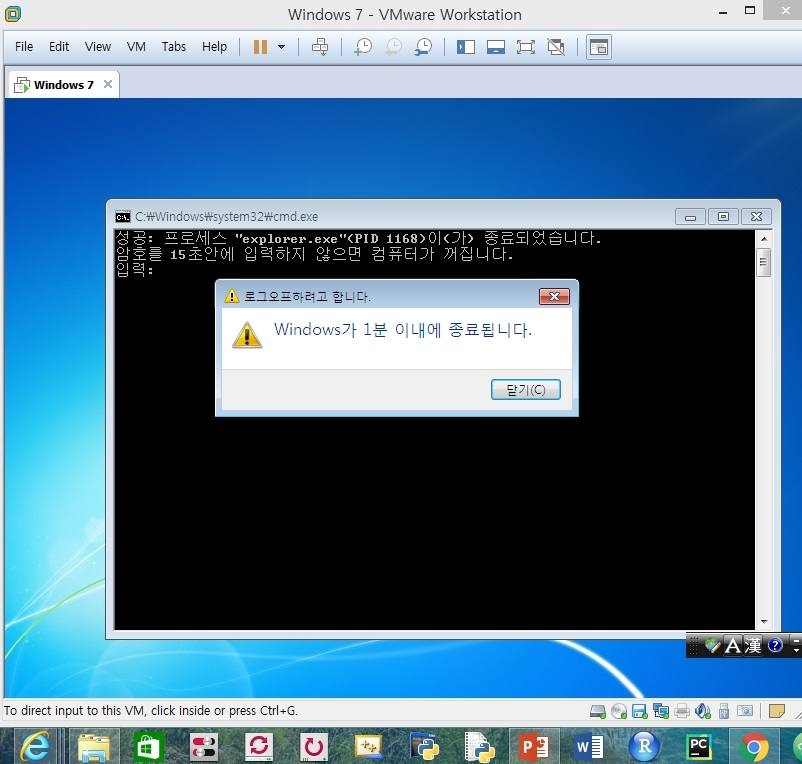 Windows 7 - VMware Workstation
File Edit View VM Tabs Help
Windows 7
C:₩Windows₩system32₩cmd.exe
성공: 프로세스 "explorer.exe"(PID 1168)이(가) 종료되었습니다.
암호를 15초안에 입력하지 않으면 컴퓨터가 꺼집니다.
입력:
로그오프하려고 합니다.
Windows가 1분 이내에 종료됩니다.
닫기(C)
A 漢
To direct input to this VM, click inside or press Ctrl+G.
P W R PC